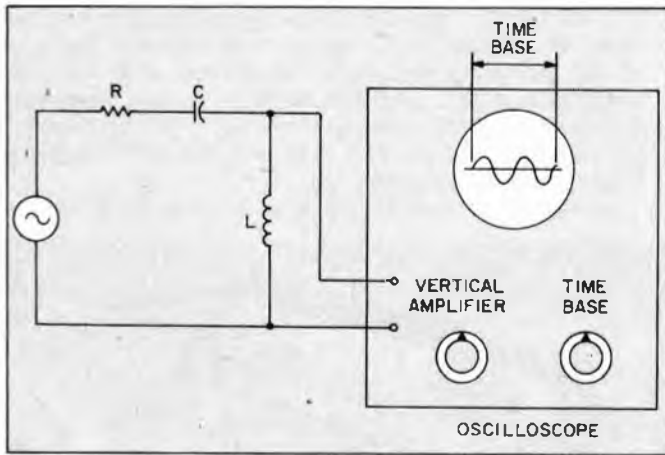 TIME
BASE
R
C
L
VERTICAL
AMPLIFIER
TIME
BASE
OSCILLOSCOPE